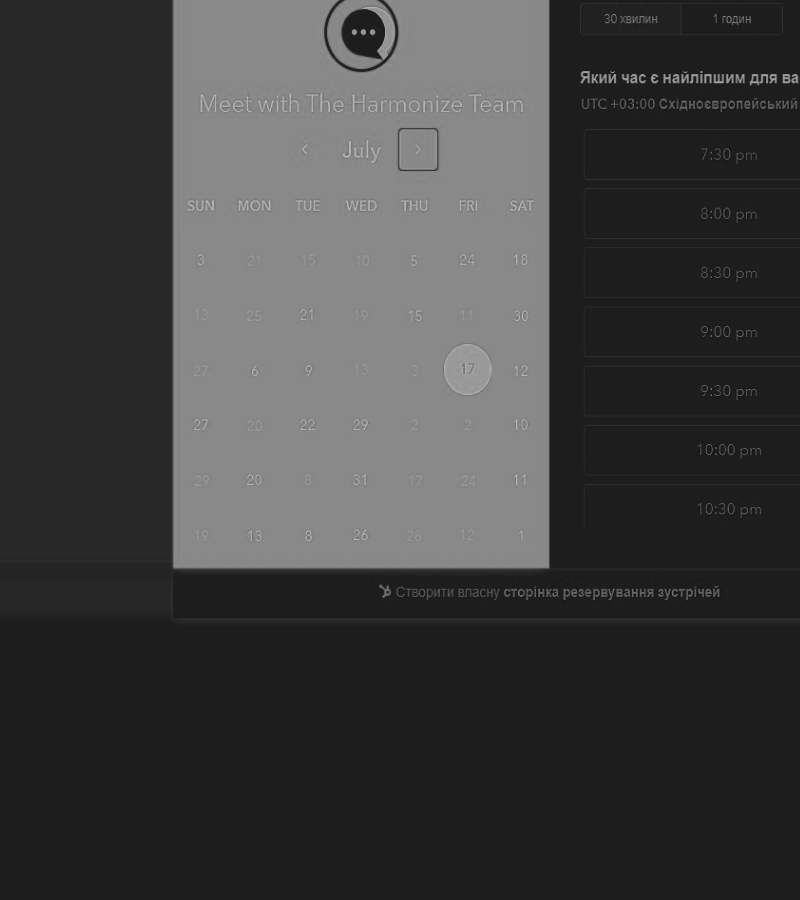 30 хвилин 1 годин
Який час є найліпшим для ва
UTC +03:00 Східноєвропейський
Meet with The Harmonize Team
July
SUN MON TUE WED THU FRI SAT
3 21 15 10 5 24 18
13 25 21 19 15 11 30
27 6 9 13 3 17 12
27 20 22 29 2 2 10
29 20 8 31 17 24 11
19 13 8 26 28 12 1
7:30 pm
8:00 pm
8:30 pm
9:00 pm
9:30 pm
10:00 pm
10:30 pm
Створити власну сторінка резервування зустрічей